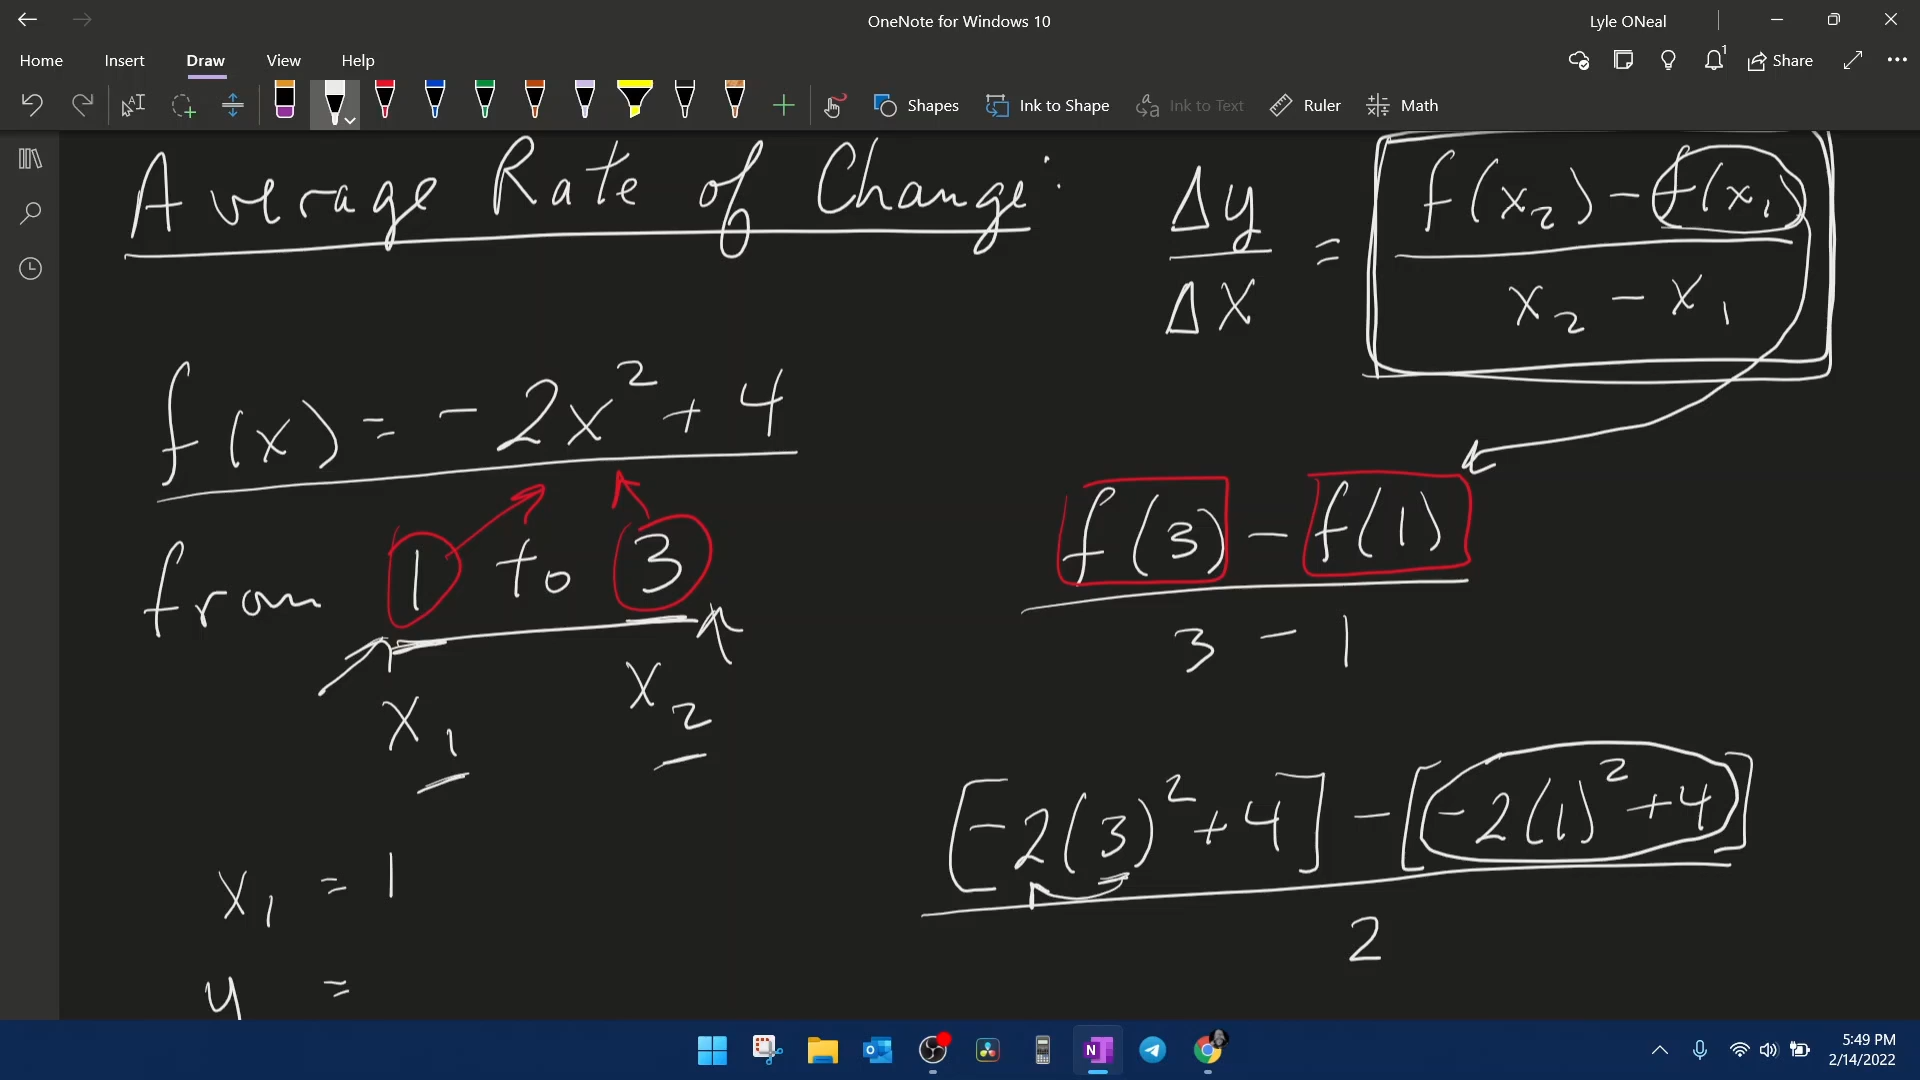 OneNote for Windows 10
Lyle ONeal
Home Insert Draw View Help
1
Share
Shapes Ink to Shape Ink to Text Ruler Math
Average Rate of Change:
Δy/ΔX = (f(x₂) - f(x₁))/(x₂ - x₁)
f(x) = -2x² + 4
from 1 to 3
x₁ x₂
(f(3) - f(1))/(3 - 1)
([-2(3)²+4] - [-2(1)²+4])/2
x₁ = 1
y =
5:49 PM
2/14/2022